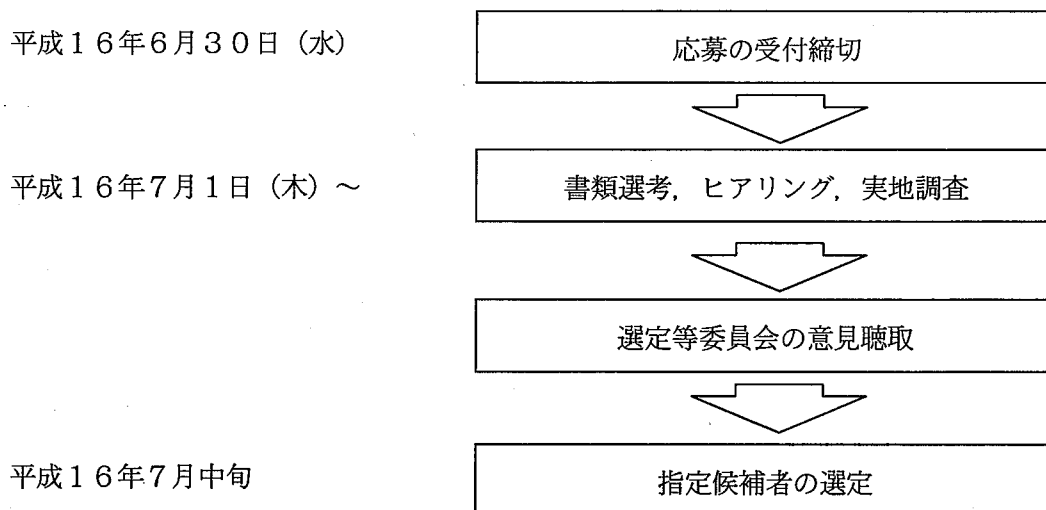 平成１６年６月３０日（水）
応募の受付締切
平成１６年７月１日（木）～
書類選考，ヒアリング，実地調査
選定等委員会の意見聴取
平成１６年７月中旬
指定候補者の選定